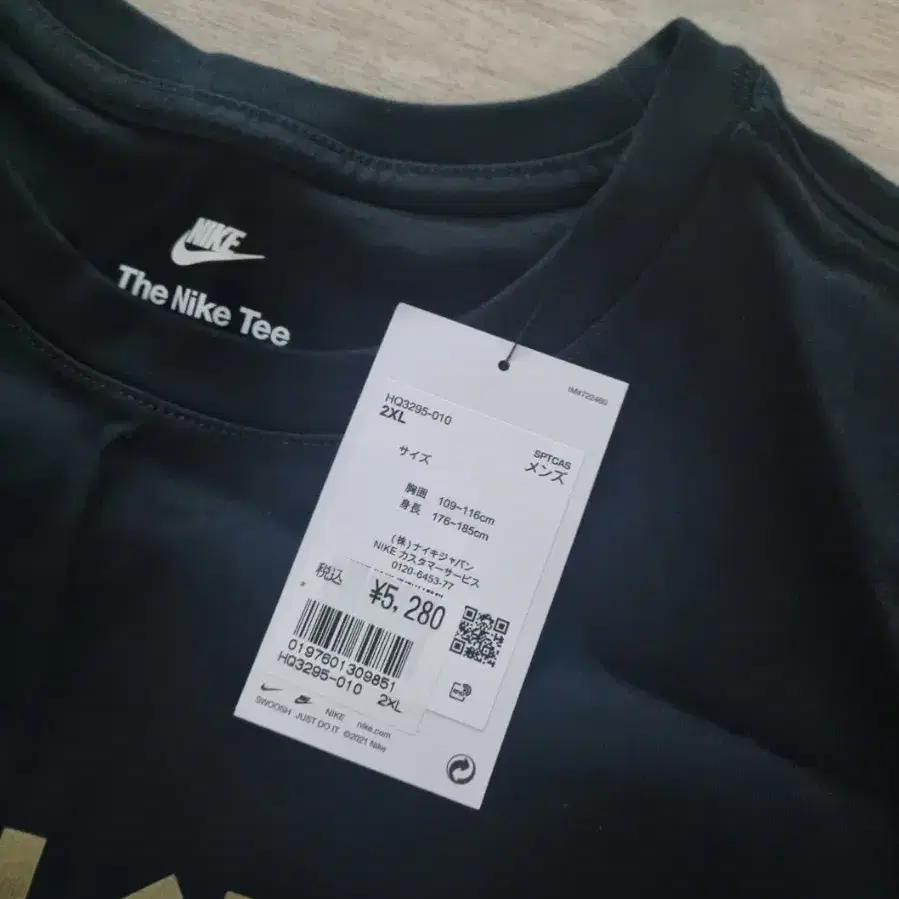 NIKE
The Nike Tee
HQ3295-010
2XL
サイズ
SPTCAS
メンズ
胸囲 109~116cm
身長 176~185cm
(株)ナイキジャパン
NIKE カスタマーサービス
0120-6453-77
税込
¥5,280
0197601309851
HQ3295-010
2XL
SWOOSH JUST DO IT NIKE nike.com
©2021 Nike